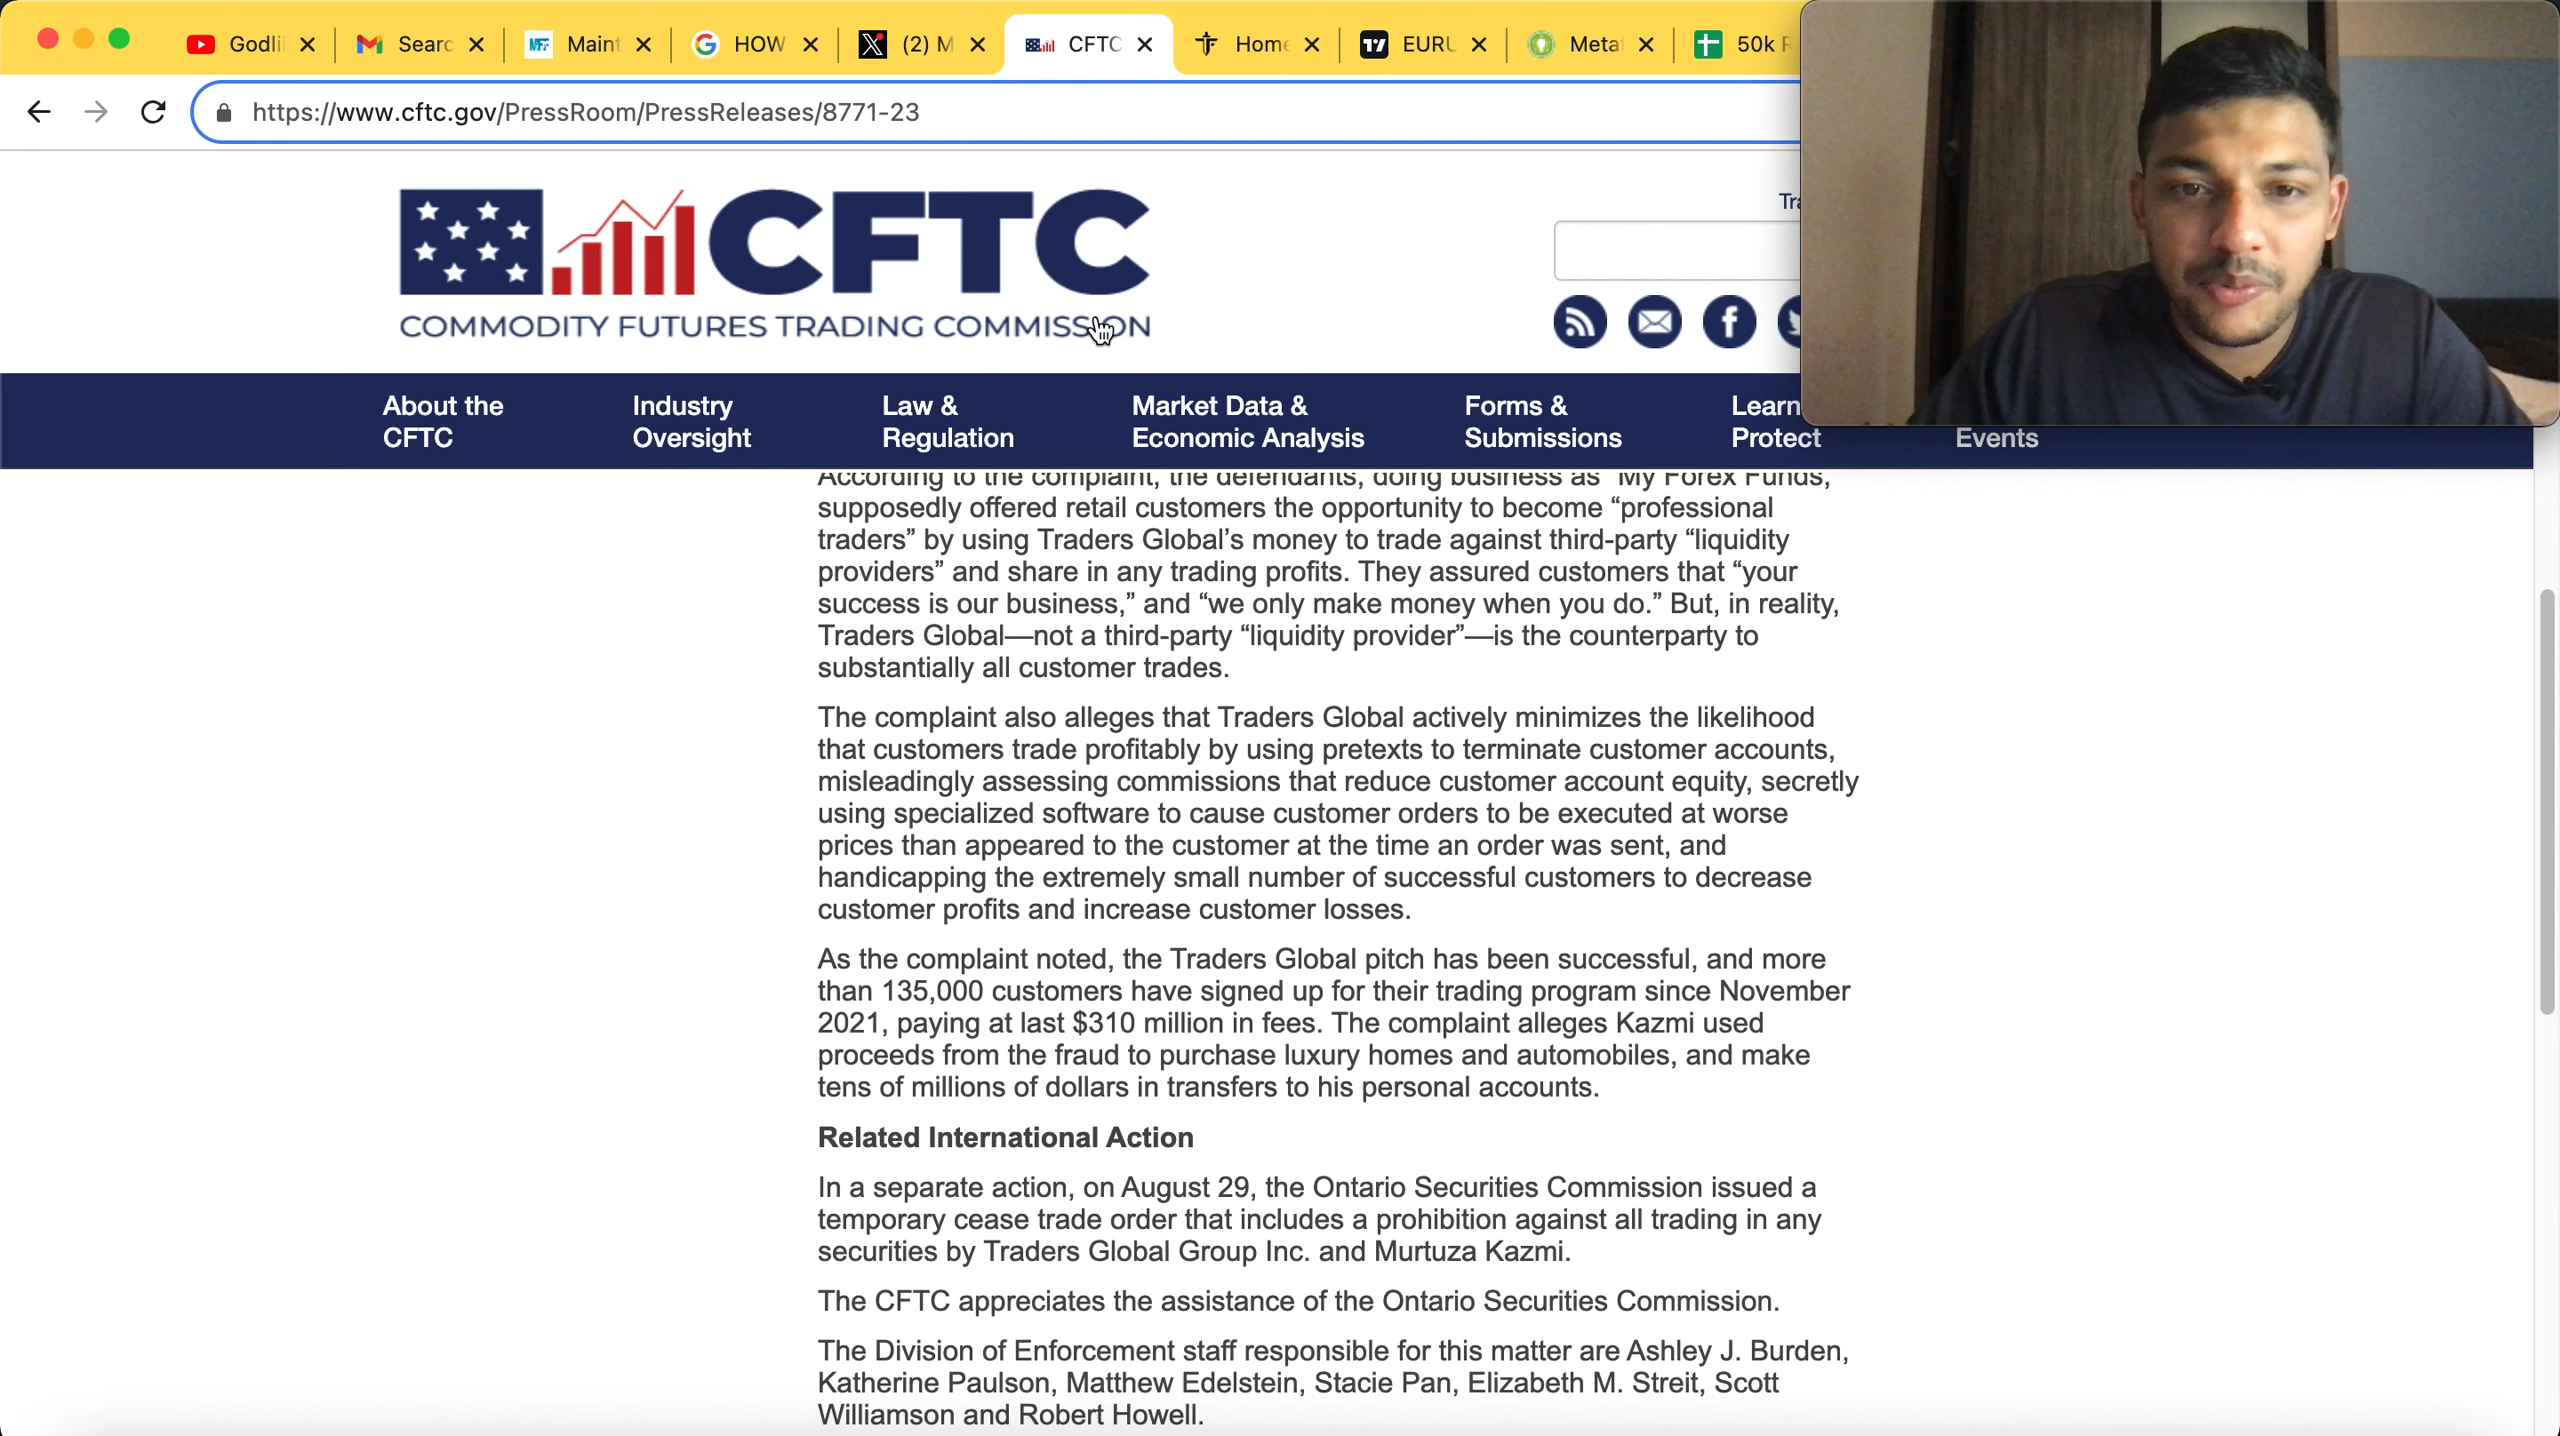 Godli
Searc
Maint
HOW
(2) M
CFTC
Home
EURU
Meta
50k F
https://www.cftc.gov/PressRoom/PressReleases/8771-23
CFTC
COMMODITY FUTURES TRADING COMMISSION
Tra
About the CFTC
Industry Oversight
Law & Regulation
Market Data & Economic Analysis
Forms & Submissions
Learn Protect
Events
According to the complaint, the defendants, doing business as “My Forex Funds,
supposedly offered retail customers the opportunity to become “professional
traders” by using Traders Global’s money to trade against third-party “liquidity
providers” and share in any trading profits. They assured customers that “your
success is our business,” and “we only make money when you do.” But, in reality,
Traders Global—not a third-party “liquidity provider”—is the counterparty to
substantially all customer trades.
The complaint also alleges that Traders Global actively minimizes the likelihood
that customers trade profitably by using pretexts to terminate customer accounts,
misleadingly assessing commissions that reduce customer account equity, secretly
using specialized software to cause customer orders to be executed at worse
prices than appeared to the customer at the time an order was sent, and
handicapping the extremely small number of successful customers to decrease
customer profits and increase customer losses.
As the complaint noted, the Traders Global pitch has been successful, and more
than 135,000 customers have signed up for their trading program since November
2021, paying at last $310 million in fees. The complaint alleges Kazmi used
proceeds from the fraud to purchase luxury homes and automobiles, and make
tens of millions of dollars in transfers to his personal accounts.
Related International Action
In a separate action, on August 29, the Ontario Securities Commission issued a
temporary cease trade order that includes a prohibition against all trading in any
securities by Traders Global Group Inc. and Murtuza Kazmi.
The CFTC appreciates the assistance of the Ontario Securities Commission.
The Division of Enforcement staff responsible for this matter are Ashley J. Burden,
Katherine Paulson, Matthew Edelstein, Stacie Pan, Elizabeth M. Streit, Scott
Williamson and Robert Howell.